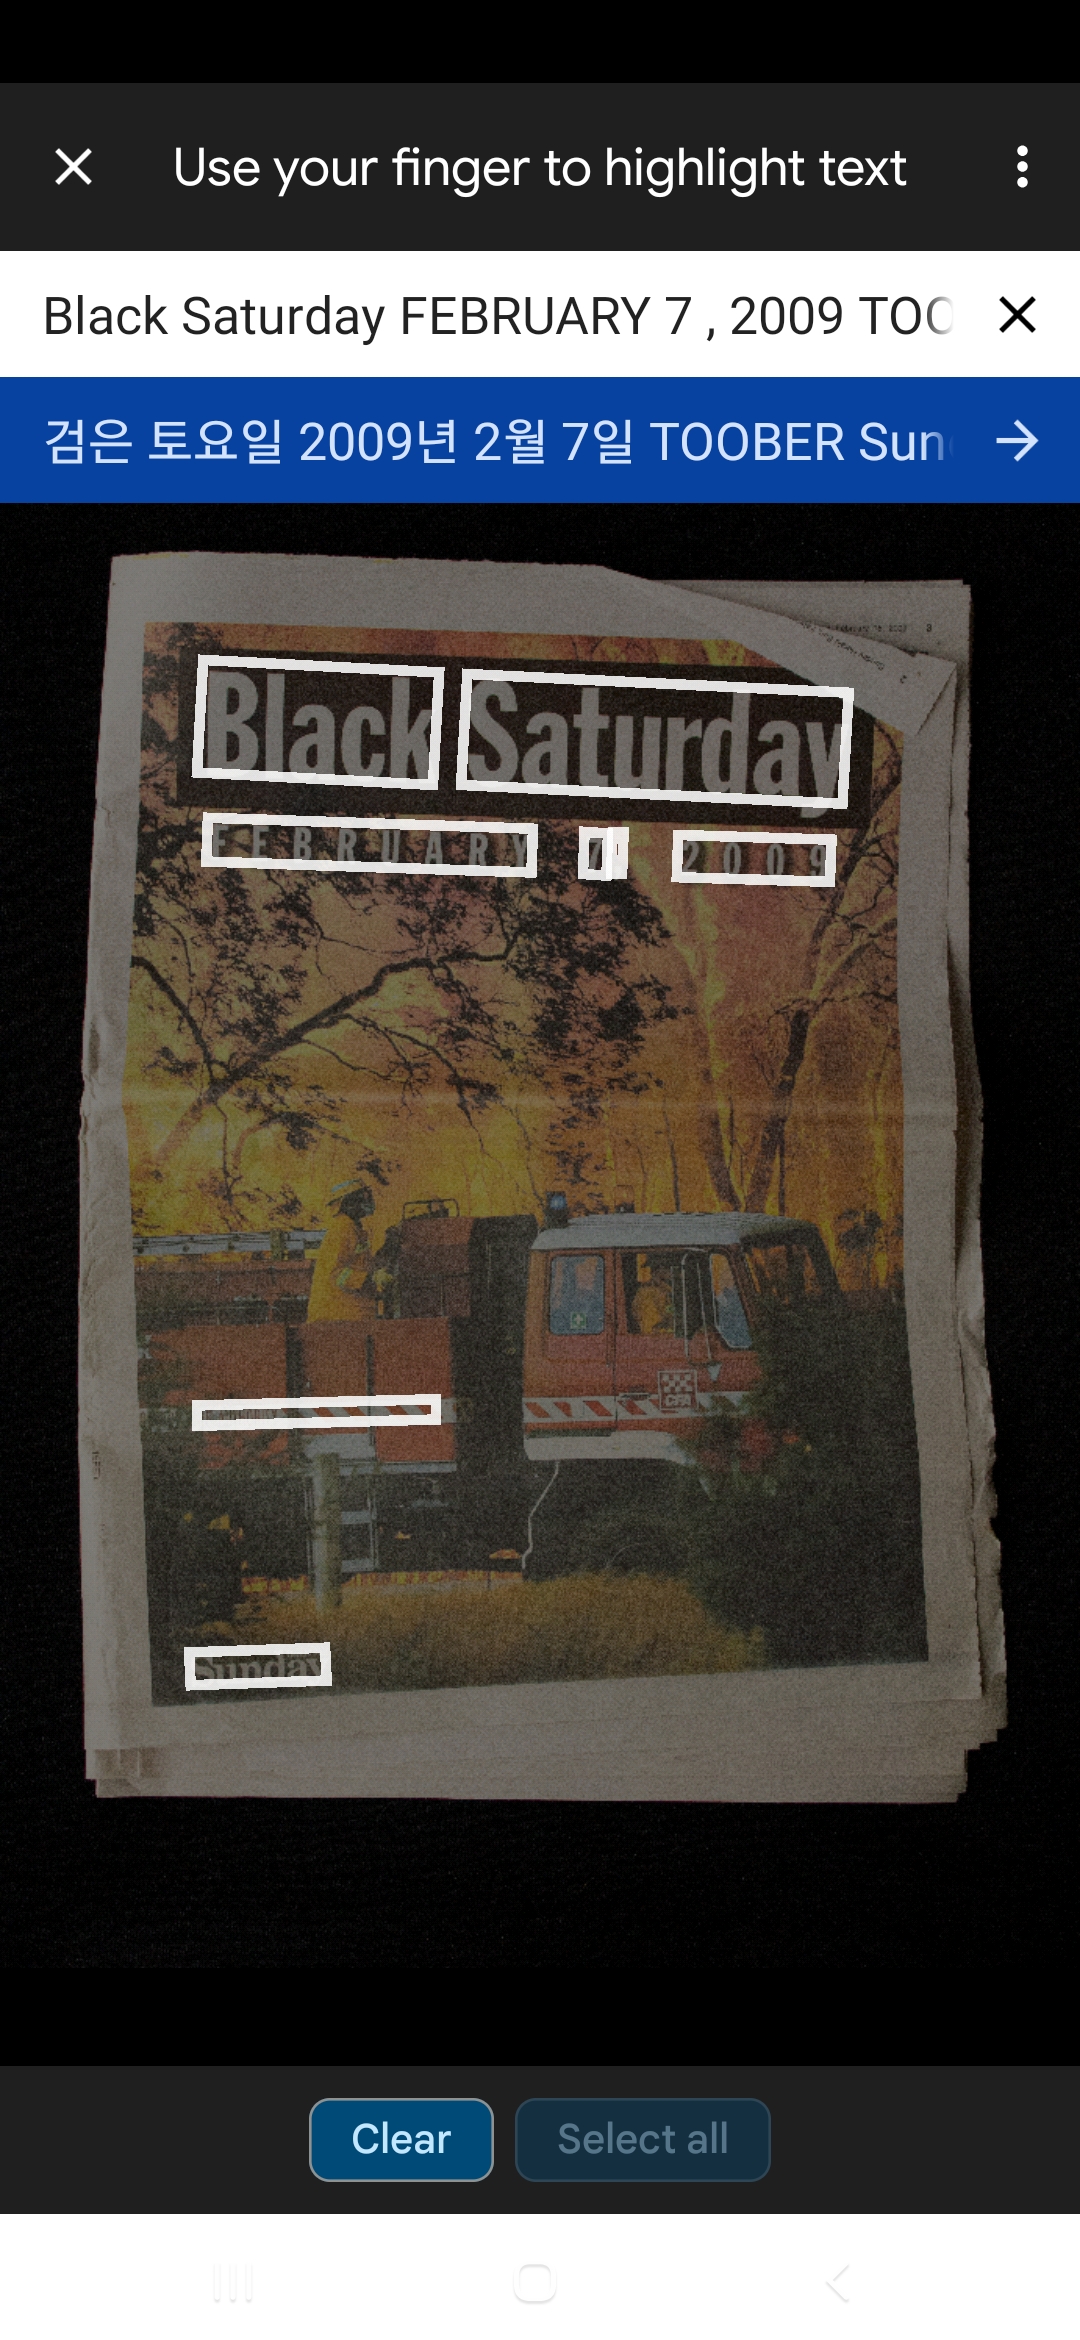 Use your finger to highlight text
Black Saturday FEBRUARY 7 , 2009 TOO
검은 토요일 2009년 2월 7일 TOOBER Sun
Black Saturday
FEBRUARY 7, 2009
CFA
Sunday
Clear
Select all